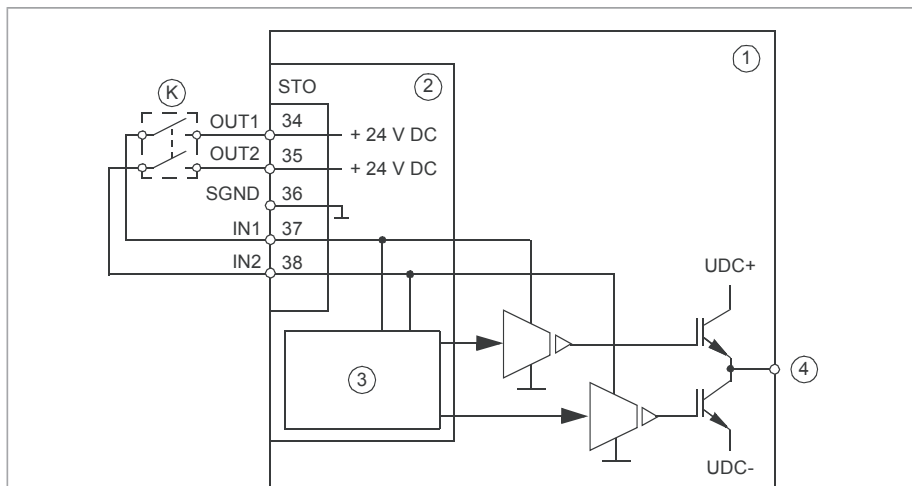 ①
②
STO
K
OUT1
34
+ 24 V DC
OUT2
35
+ 24 V DC
SGND
36
IN1
37
IN2
38
UDC+
③
④
UDC-